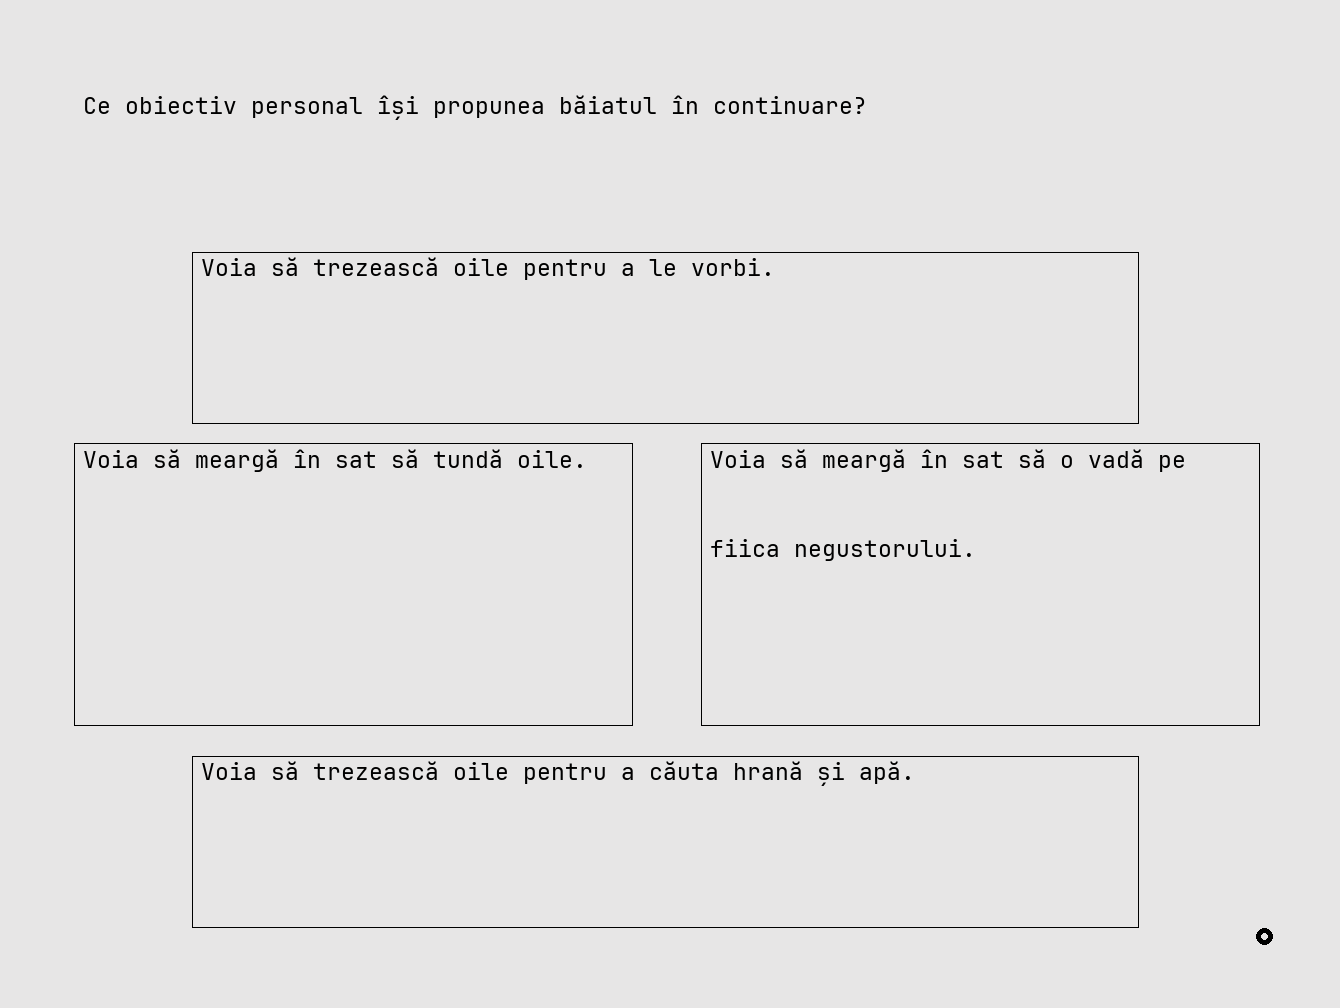 Ce obiectiv personal își propunea băiatul în continuare?
Voia să trezească oile pentru a le vorbi.
Voia să meargă în sat să tundă oile.
Voia să meargă în sat să o vadă pe
fiica negustorului.
Voia să trezească oile pentru a căuta hrană și apă.